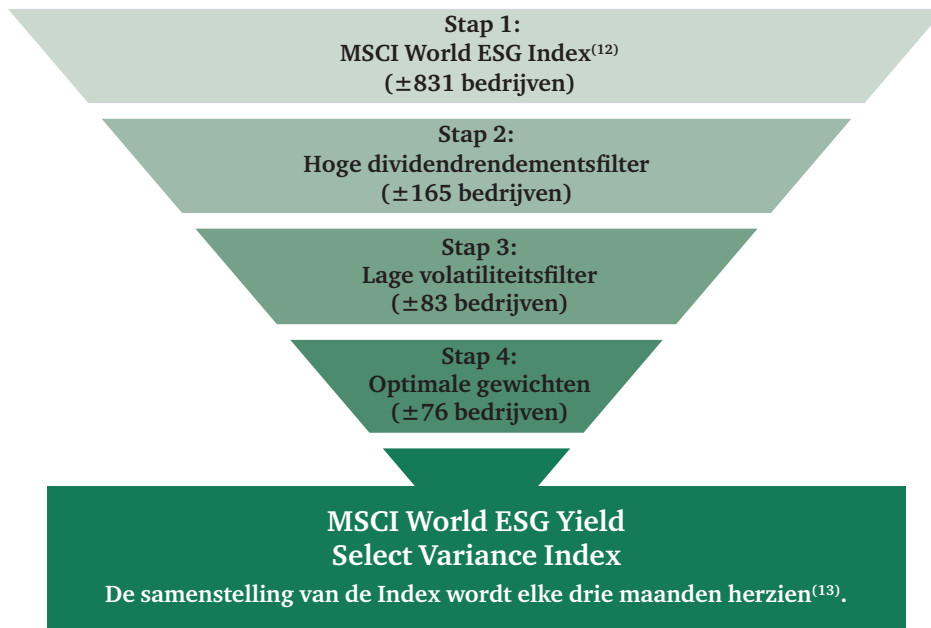 Stap 1:
MSCI World ESG Index(12)
(±831 bedrijven)
Stap 2:
Hoge dividendrendementsfilter
(±165 bedrijven)
Stap 3:
Lage volatiliteitsfilter
(±83 bedrijven)
Stap 4:
Optimale gewichten
(±76 bedrijven)
MSCI World ESG Yield
Select Variance Index
De samenstelling van de Index wordt elke drie maanden herzien(13).